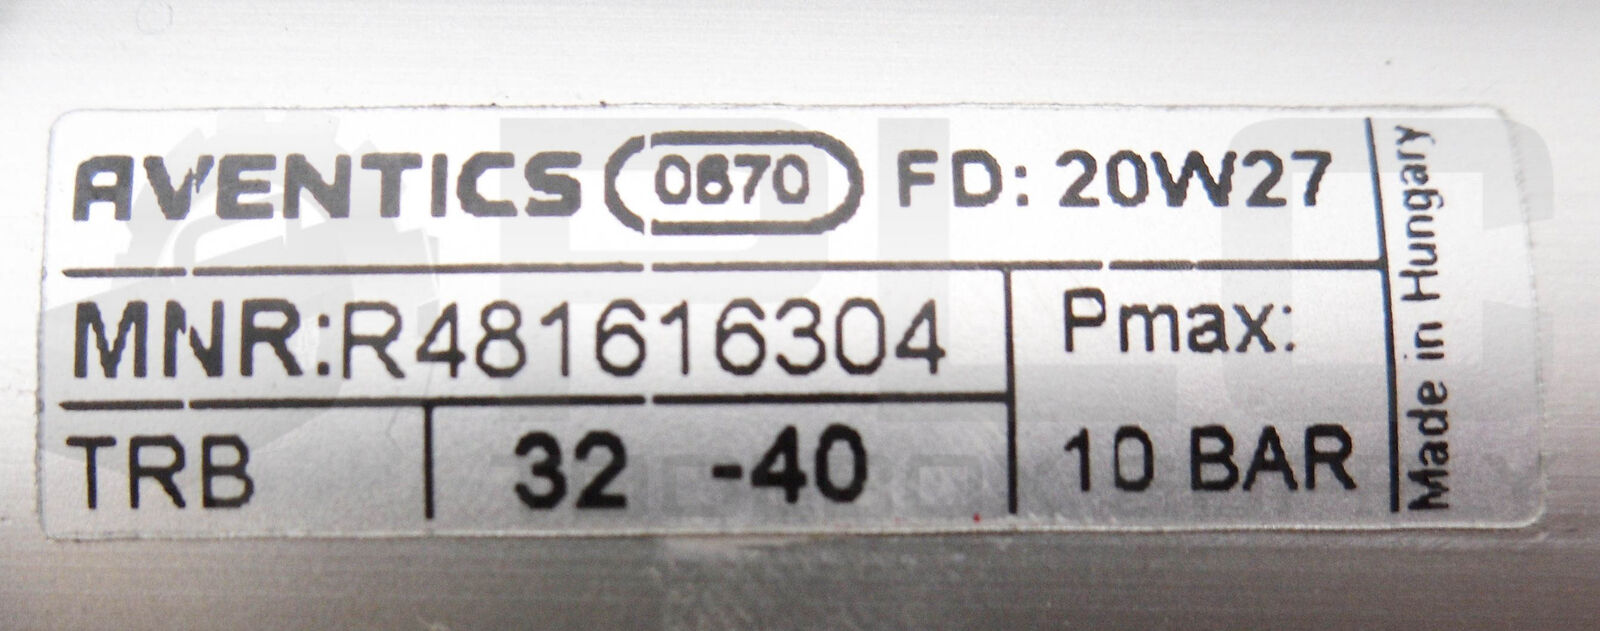 AVENTICS 0870 FD: 20W27
MNR:R481616304
Pmax:
TRB 32 -40 10 BAR
Made in Hungary